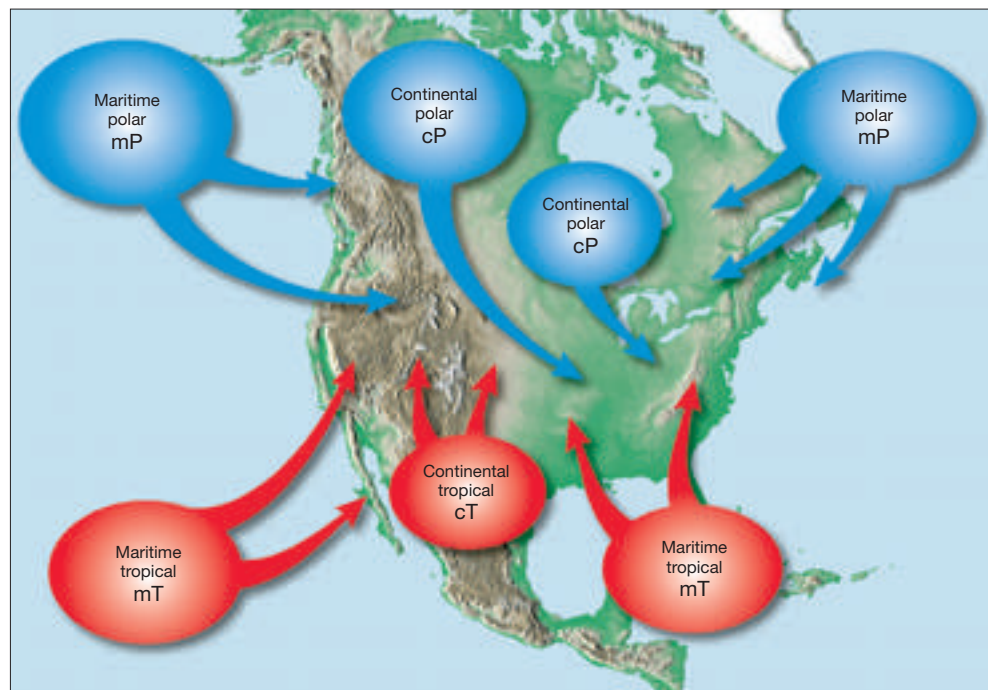 Maritime
polar
mP
Continental
polar
cP
Maritime
polar
mP
Continental
polar
cP
Continental
tropical
cT
Maritime
tropical
mT
Maritime
tropical
mT